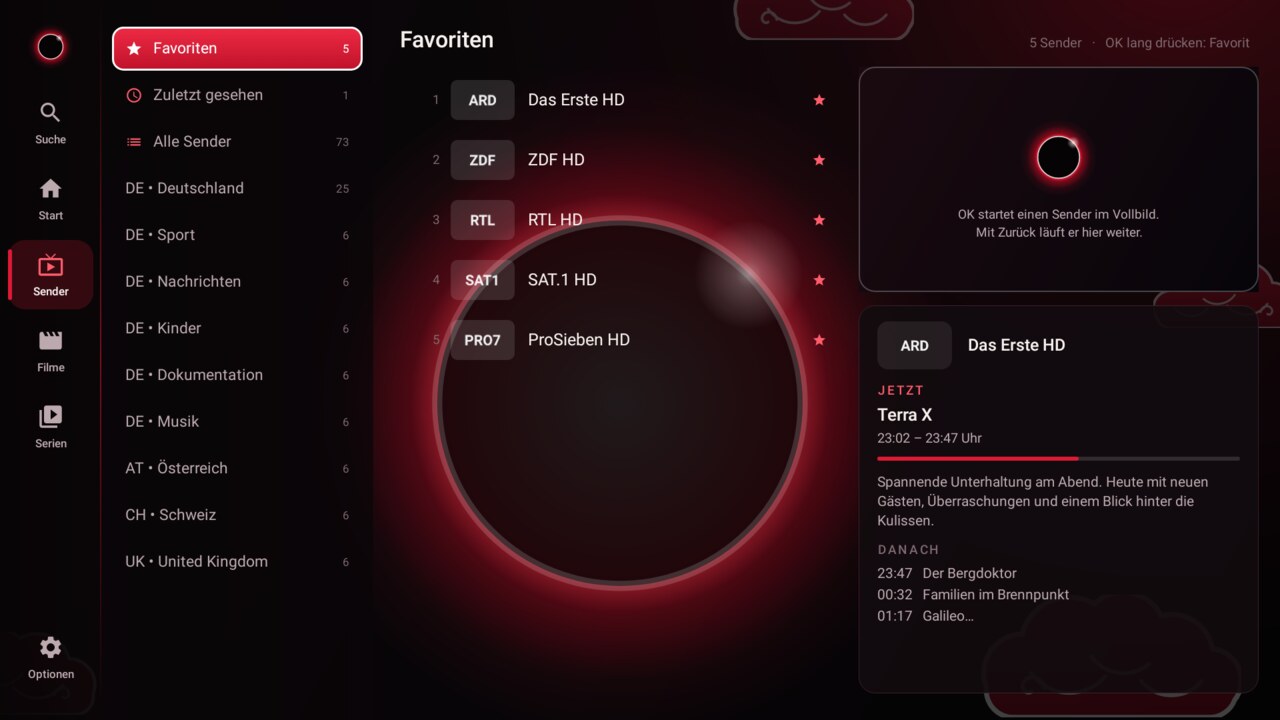 Suche
Start
Sender
Filme
Serien
Optionen
Favoriten 5
Zuletzt gesehen 1
Alle Sender 73
DE • Deutschland 25
DE • Sport 6
DE • Nachrichten 6
DE • Kinder 6
DE • Dokumentation 6
DE • Musik 6
AT • Österreich 6
CH • Schweiz 6
UK • United Kingdom 6
Favoriten
5 Sender · OK lang drücken: Favorit
1 ARD Das Erste HD
2 ZDF ZDF HD
3 RTL RTL HD
4 SAT1 SAT.1 HD
5 PRO7 ProSieben HD
OK startet einen Sender im Vollbild.
Mit Zurück läuft er hier weiter.
ARD Das Erste HD
JETZT
Terra X
23:02 – 23:47 Uhr
Spannende Unterhaltung am Abend. Heute mit neuen
Gästen, Überraschungen und einem Blick hinter die
Kulissen.
DANACH
23:47 Der Bergdoktor
00:32 Familien im Brennpunkt
01:17 Galileo…